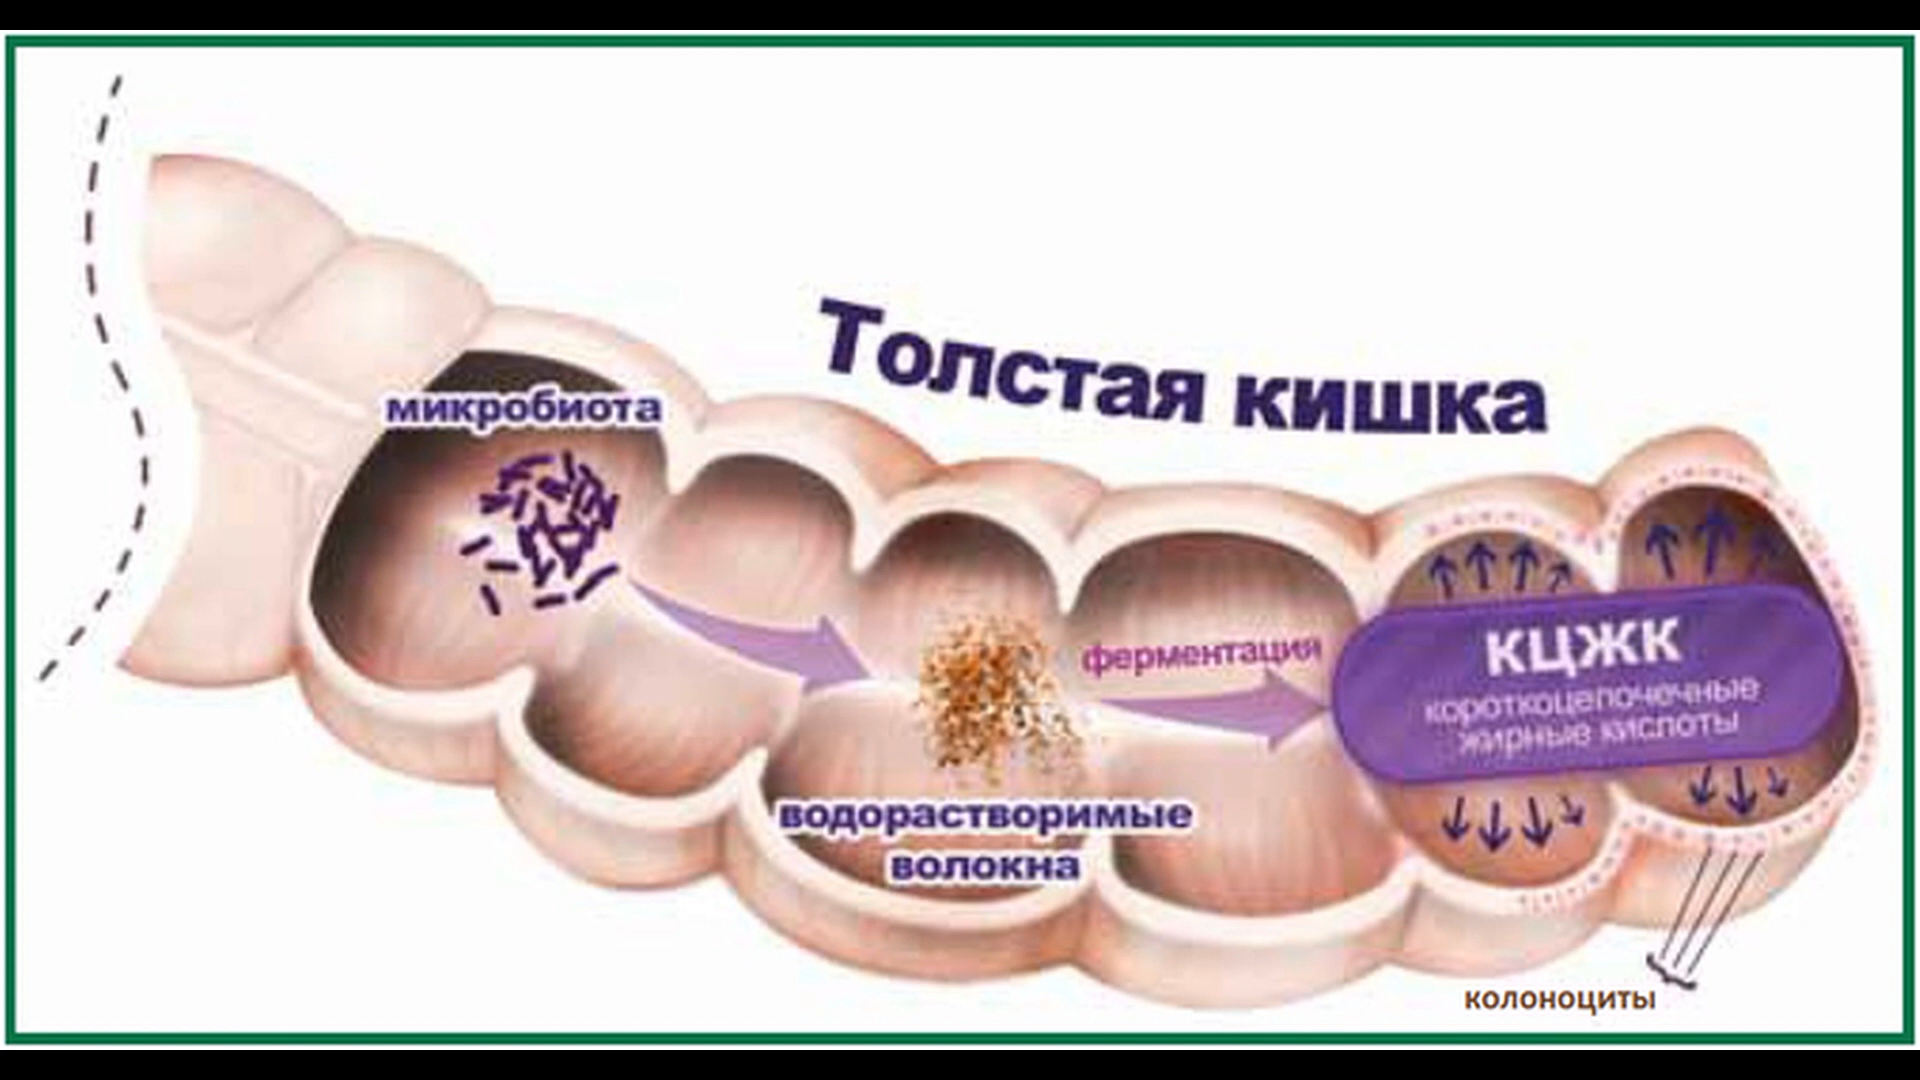 Толстая кишка
микробиота
ферментация
КЦЖК
короткоцепочечные
жирные кислоты
водорастворимые
волокна
колоноциты